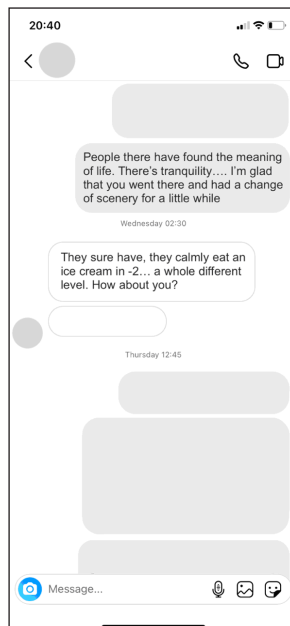 20:40
People there have found the meaning
of life. There's tranquility.... I'm glad
that you went there and had a change
of scenery for a little while
Wednesday 02:30
They sure have, they calmly eat an
ice cream in -2... a whole different
level. How about you?
Thursday 12:45
Message...